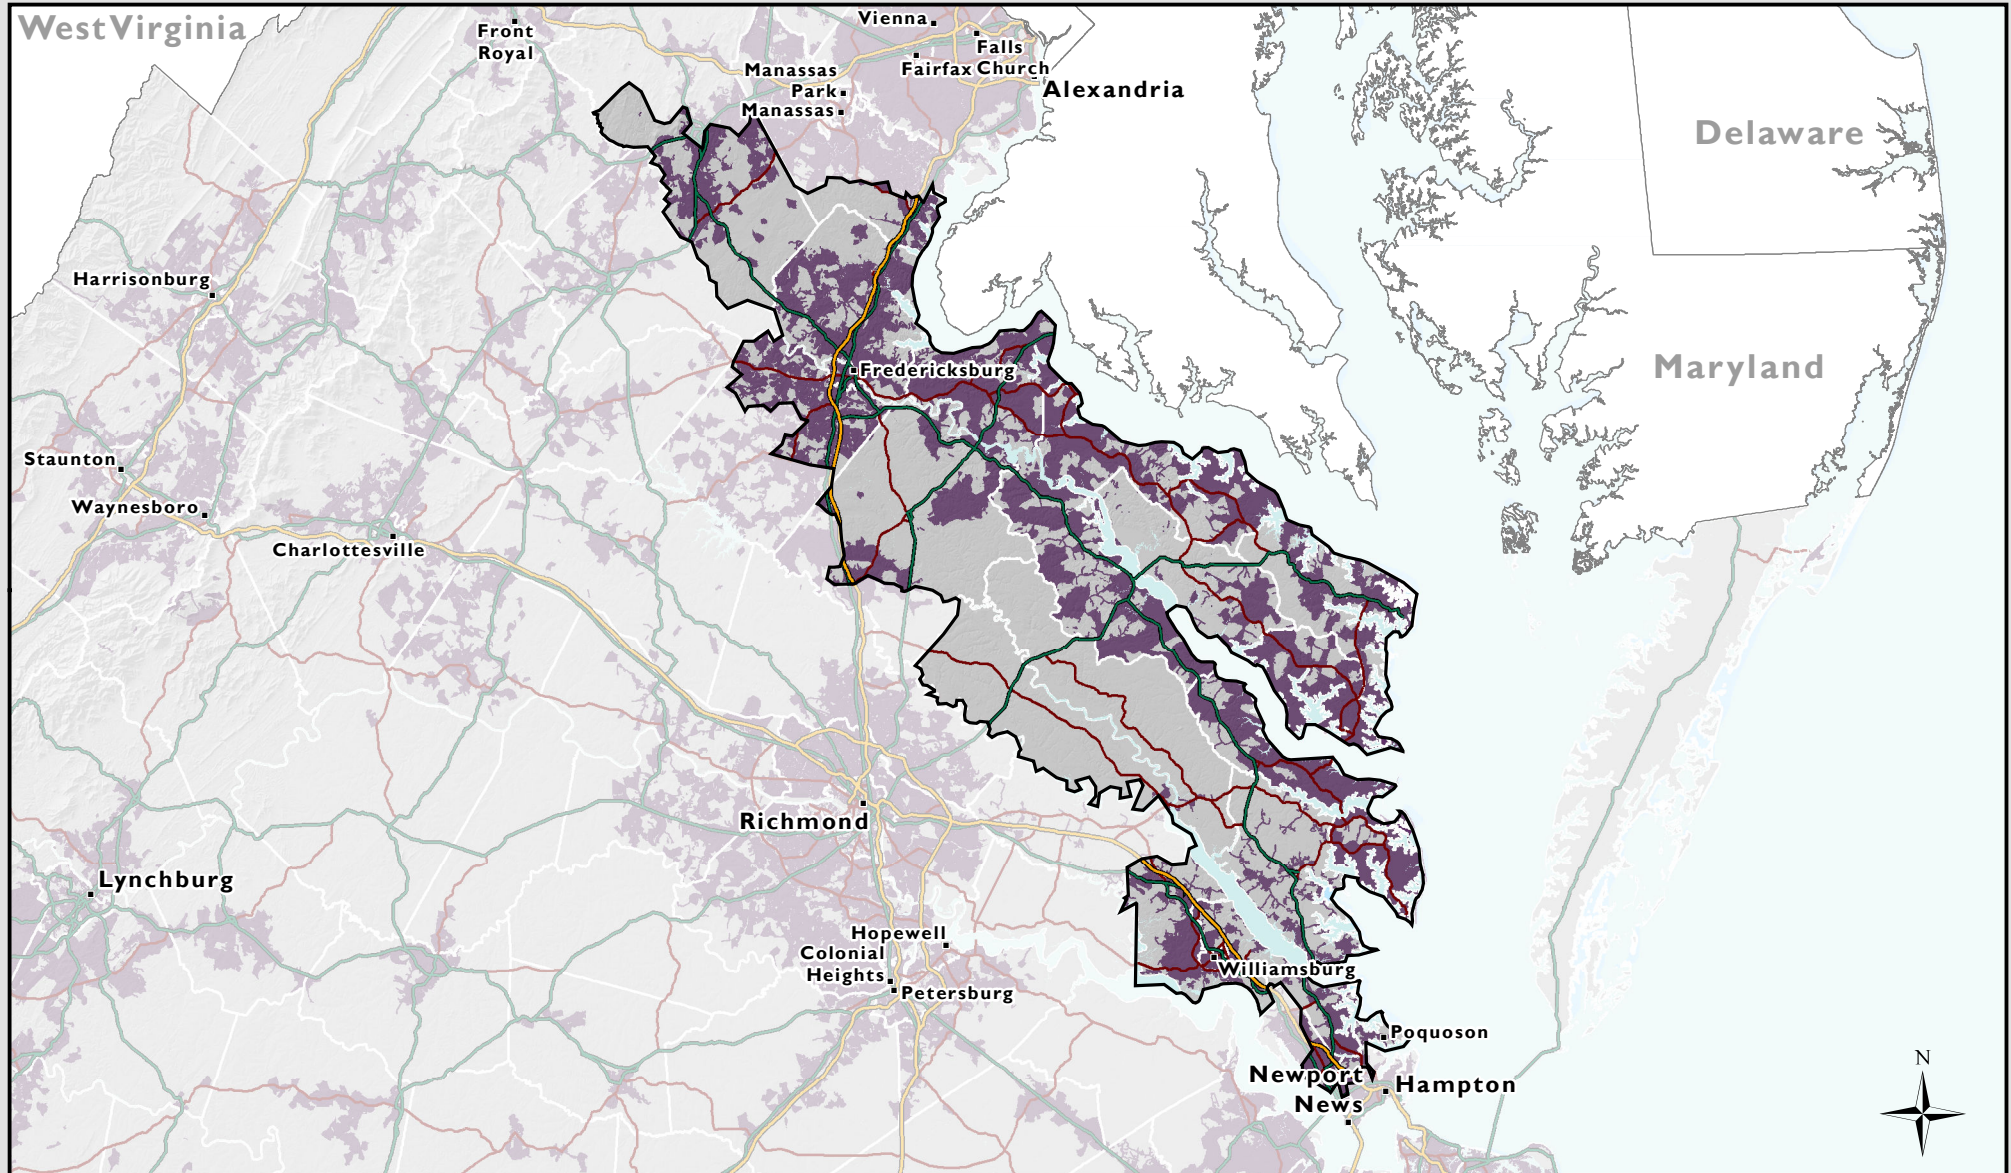 West Virginia
Front
Royal
Vienna
Falls
Church
Fairfax
Manassas
Park
Manassas
Alexandria
Delaware
Harrisonburg
Maryland
Fredericksburg
Staunton
Waynesboro
Charlottesville
Richmond
Lynchburg
Hopewell
Colonial
Heights
Petersburg
Williamsburg
Poquoson
Newport
News
Hampton
N